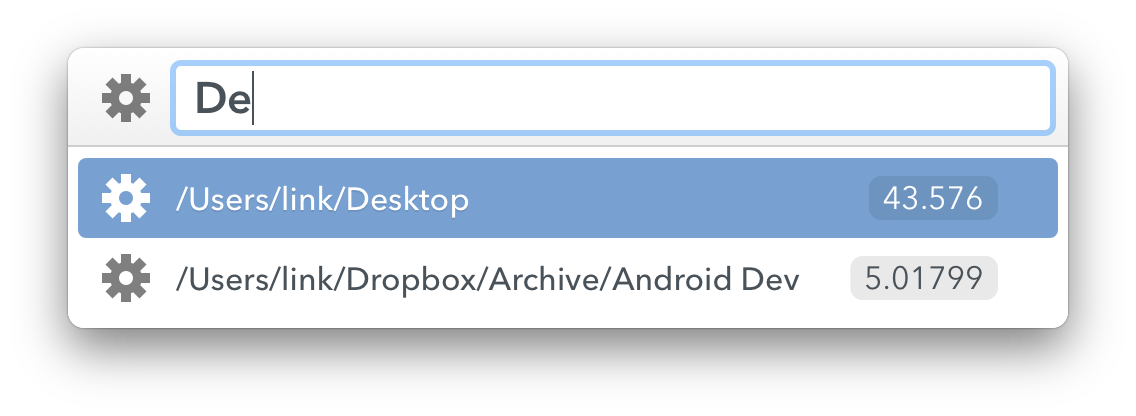 De
/Users/link/Desktop 43.576
/Users/link/Dropbox/Archive/Android Dev 5.01799